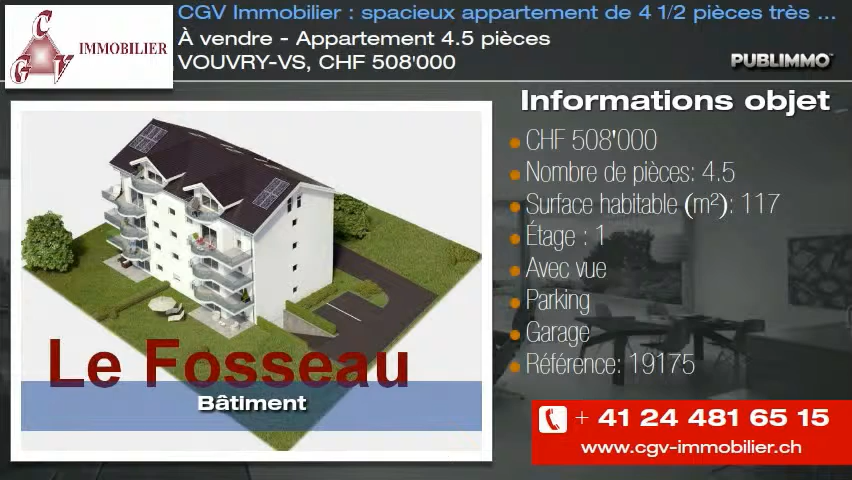 C
G V
IMMOBILIER
CGV Immobilier : spacieux appartement de 4 1/2 pièces très ...
À vendre - Appartement 4.5 pièces
VOUVRY-VS, CHF 508'000
PUBLIMMO
Informations objet
CHF 508'000
Nombre de pièces: 4.5
Surface habitable (m²): 117
Étage : 1
Avec vue
Parking
Garage
Référence: 19175
Le Fosseau
Bâtiment
+ 41 24 481 65 15
www.cgv-immobilier.ch